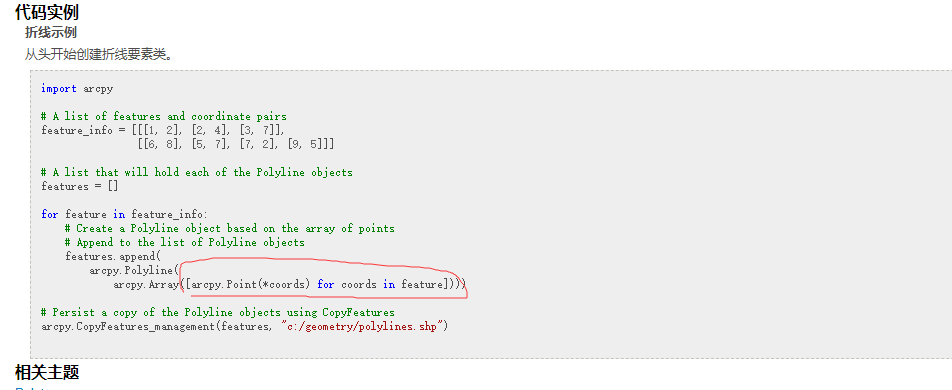 代码实例
折线示例
从头开始创建折线要素类。
import arcpy
# A list of features and coordinate pairs
feature_info = [[[1, 2], [2, 4], [3, 7]],
                [[6, 8], [5, 7], [7, 2], [9, 5]]]
# A list that will hold each of the Polyline objects
features = []
for feature in feature_info:
    # Create a Polyline object based on the array of points
    # Append to the list of Polyline objects
    features.append(
        arcpy.Polyline(
            arcpy.Array([arcpy.Point(*coords) for coords in feature])))
# Persist a copy of the Polyline objects using CopyFeatures
arcpy.CopyFeatures_management(features, "c:/geometry/polylines.shp")
相关主题